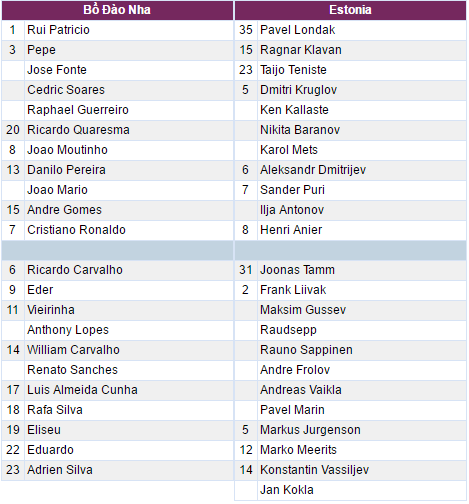 Bồ Đào Nha Estonia
1 Rui Patricio 35 Pavel Londak
3 Pepe 15 Ragnar Klavan
Jose Fonte 23 Taijo Teniste
Cedric Soares 5 Dmitri Kruglov
Raphael Guerreiro Ken Kallaste
20 Ricardo Quaresma Nikita Baranov
8 Joao Moutinho Karol Mets
13 Danilo Pereira 6 Aleksandr Dmitrijev
Joao Mario 7 Sander Puri
15 Andre Gomes Ilja Antonov
7 Cristiano Ronaldo 8 Henri Anier
6 Ricardo Carvalho 31 Joonas Tamm
9 Eder 2 Frank Liivak
11 Vieirinha Maksim Gussev
Anthony Lopes Raudsepp
14 William Carvalho Rauno Sappinen
Renato Sanches Andre Frolov
17 Luis Almeida Cunha Andreas Vaikla
18 Rafa Silva Pavel Marin
19 Eliseu 5 Markus Jurgenson
22 Eduardo 12 Marko Meerits
23 Adrien Silva 14 Konstantin Vassiljev
Jan Kokla